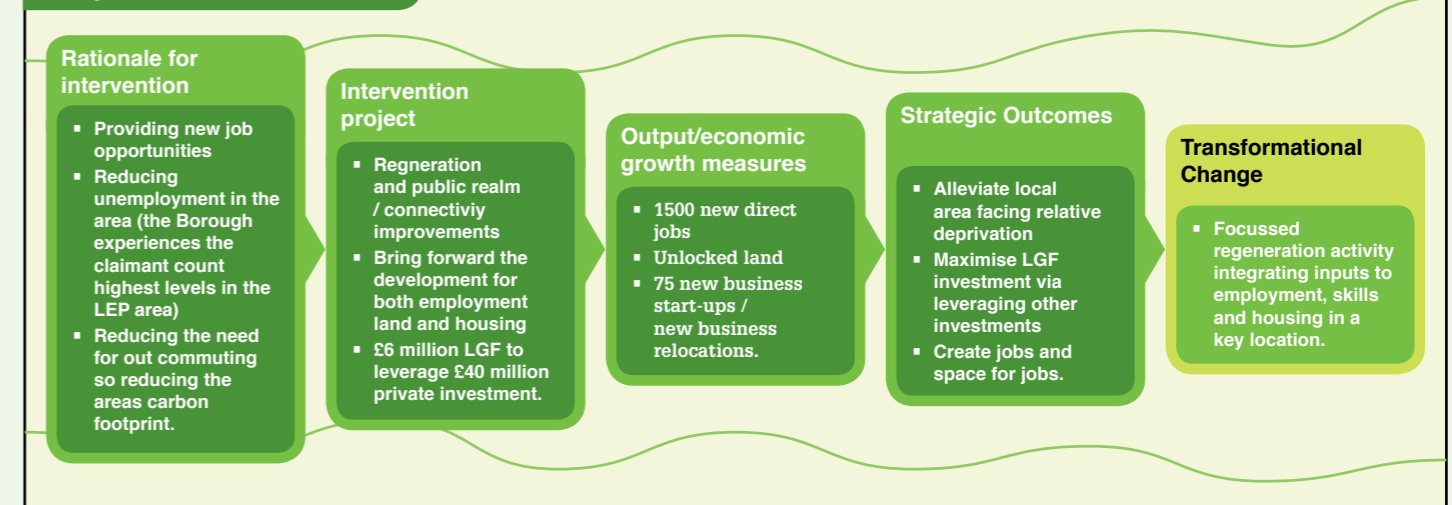 Rationale for
intervention
▪ Providing new job
opportunities
▪ Reducing
unemployment in the
area (the Borough
experiences the
claimant count
highest levels in the
LEP area)
▪ Reducing the need
for out commuting
so reducing the
areas carbon
footprint.
Intervention
project
▪ Regneration
and public realm
/ connectiviy
improvements
▪ Bring forward the
development for
both employment
land and housing
▪ £6 million LGF to
leverage £40 million
private investment.
Output/economic
growth measures
▪ 1500 new direct
jobs
▪ Unlocked land
▪ 75 new business
start-ups /
new business
relocations.
Strategic Outcomes
▪ Alleviate local
area facing relative
deprivation
▪ Maximise LGF
investment via
leveraging other
investments
▪ Create jobs and
space for jobs.
Transformational
Change
▪ Focussed
regeneration activity
integrating inputs to
employment, skills
and housing in a
key location.